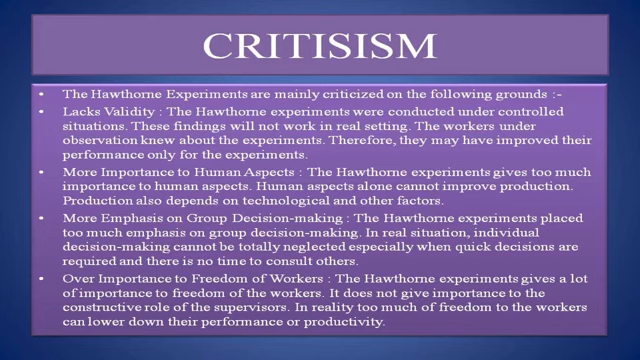 CRITISISM
• The Hawthorne Experiments are mainly criticized on the following grounds :-
• Lacks Validity : The Hawthorne experiments were conducted under controlled
situations. These findings will not work in real setting. The workers under
observation knew about the experiments. Therefore, they may have improved their
performance only for the experiments.
• More Importance to Human Aspects : The Hawthorne experiments gives too much
importance to human aspects. Human aspects alone cannot improve production.
Production also depends on technological and other factors.
• More Emphasis on Group Decision-making : The Hawthorne experiments placed
too much emphasis on group decision-making. In real situation, individual
decision-making cannot be totally neglected especially when quick decisions are
required and there is no time to consult others.
• Over Importance to Freedom of Workers : The Hawthorne experiments gives a lot
of importance to freedom of the workers. It does not give importance to the
constructive role of the supervisors. In reality too much of freedom to the workers
can lower down their performance or productivity.